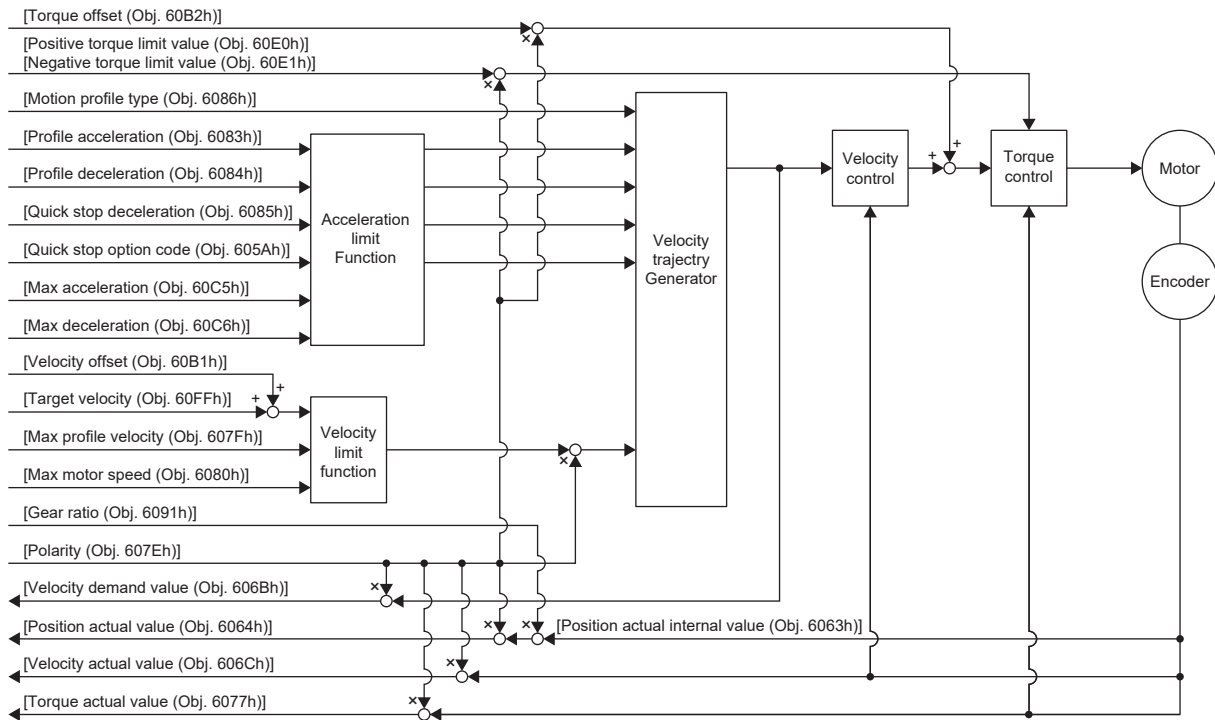 [Torque offset (Obj. 60B2h]
×
[Positive torque limit value (Obj. 60E0h)]
[Negative torque limit value (Obj. 60E1h]
×
[Motion profile type (Obj. 6086h]
[Profile acceleration (Obj. 6083h]
[Profile deceleration (Obj. 6084h]
[Quick stop deceleration (Obj. 6085h]
[Quick stop option code (Obj. 605Ah]
[Max acceleration (Obj. 60C5h]
[Max deceleration (Obj. 60C6h]
Acceleration
limit
Function
Velocity
trajectry
Generator
Velocity
control
+
+
Torque
control
Motor
Encoder
[Velocity offset (Obj. 60B1h]
+
[Target velocity (Obj. 60FFh]
+
[Max profile velocity (Obj. 607Fh]
[Max motor speed (Obj. 6080h]
Velocity
limit
function
×
[Gear ratio (Obj. 6091h]
[Polarity (Obj. 607Eh]
[Velocity demand value (Obj. 606Bh]
×
[Position actual value (Obj. 6064h]
×
×
[Position actual internal value (Obj. 6063h]
[Velocity actual value (Obj. 606Ch]
×
[Torque actual value (Obj. 6077h]
×